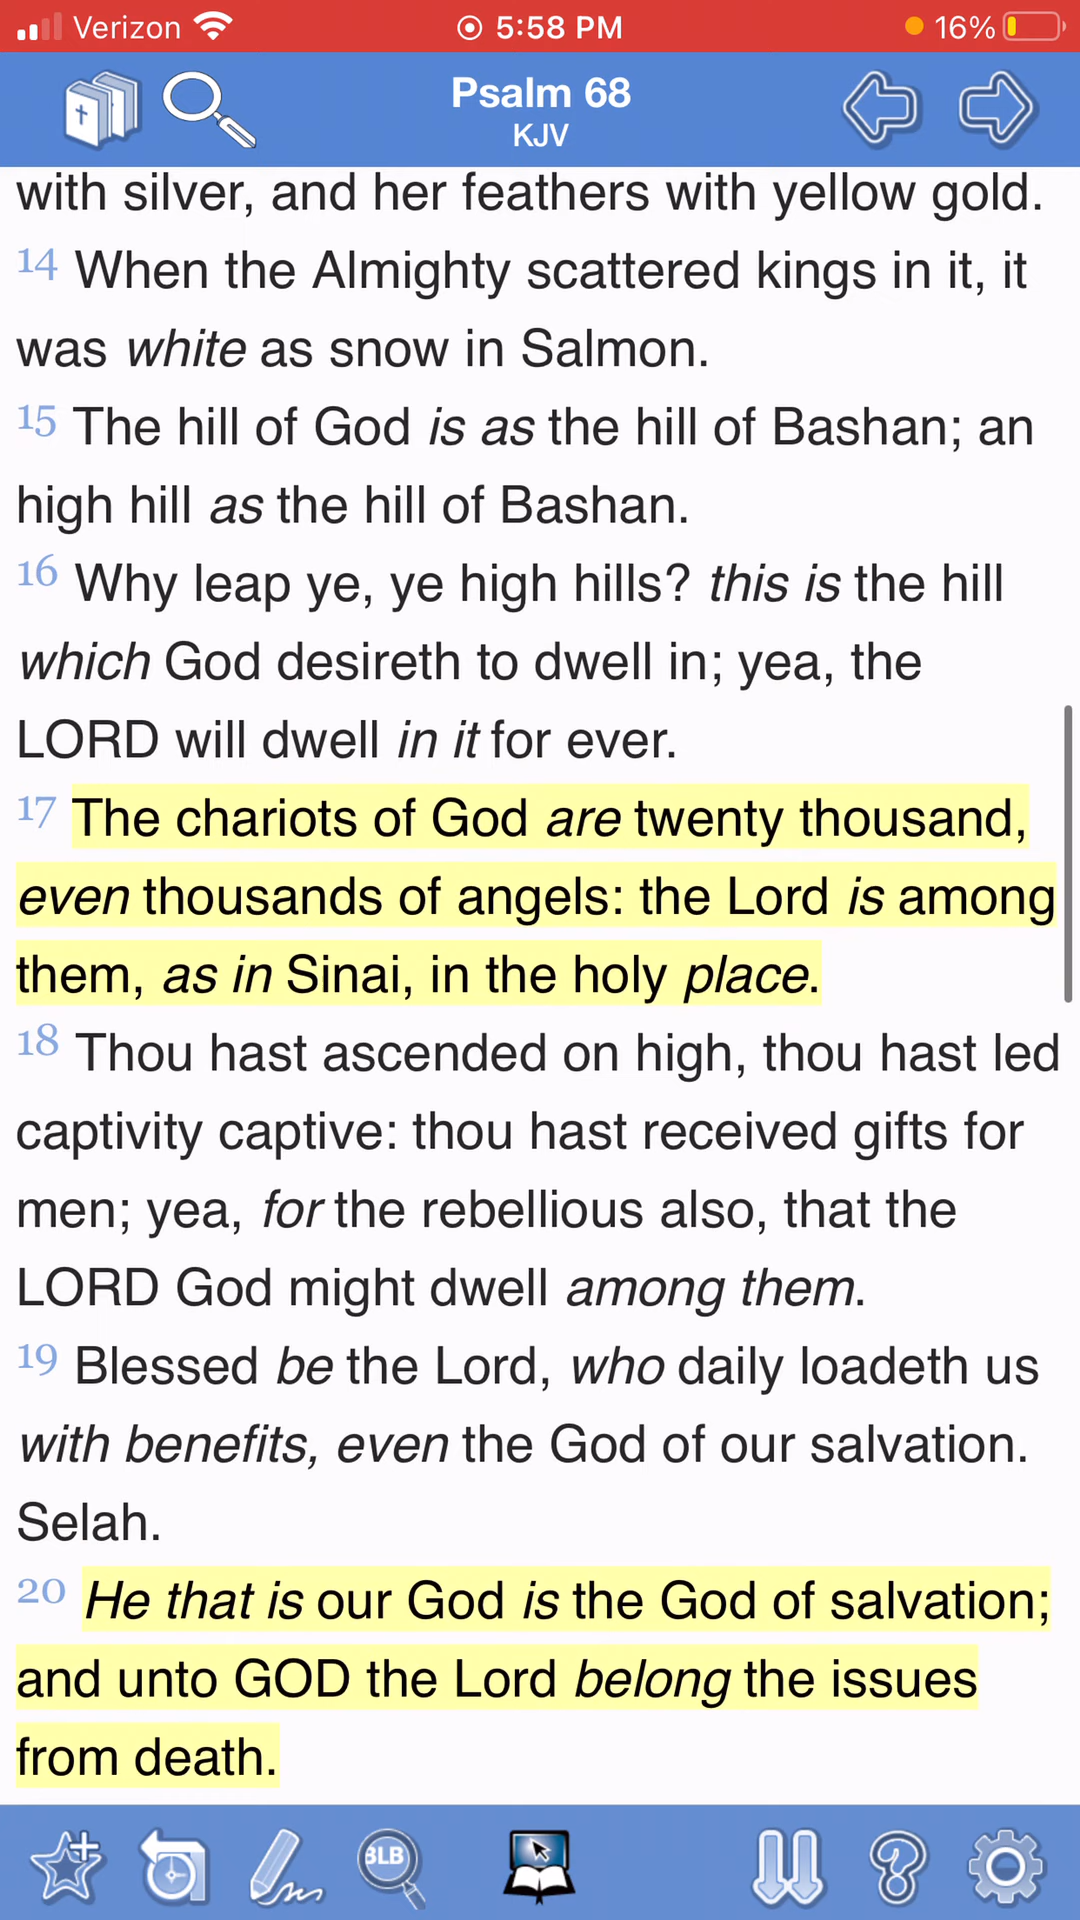 Verizon 5:58 PM 16%
Psalm 68
KJV
with silver, and her feathers with yellow gold.
14 When the Almighty scattered kings in it, it
was white as snow in Salmon.
15 The hill of God is as the hill of Bashan; an
high hill as the hill of Bashan.
16 Why leap ye, ye high hills? this is the hill
which God desireth to dwell in; yea, the
LORD will dwell in it for ever.
17 The chariots of God are twenty thousand,
even thousands of angels: the Lord is among
them, as in Sinai, in the holy place.
18 Thou hast ascended on high, thou hast led
captivity captive: thou hast received gifts for
men; yea, for the rebellious also, that the
LORD God might dwell among them.
19 Blessed be the Lord, who daily loadeth us
with benefits, even the God of our salvation.
Selah.
20 He that is our God is the God of salvation;
and unto GOD the Lord belong the issues
from death.
BLB